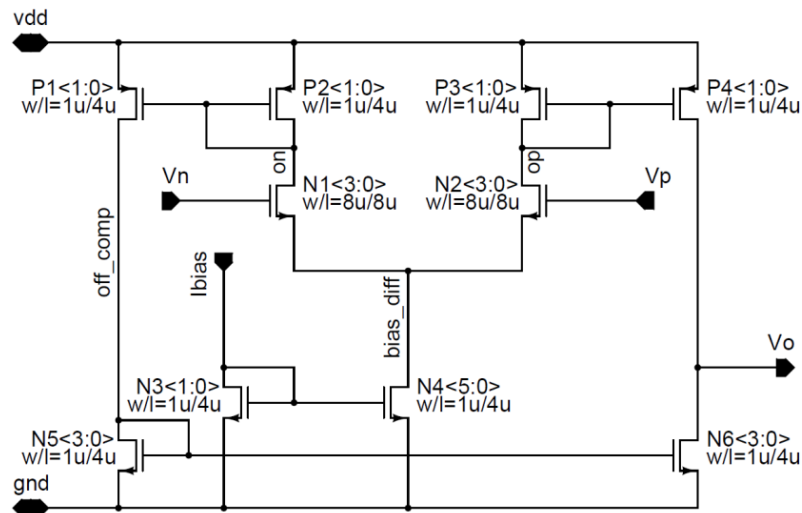 vdd
P1<1:0>
w/l=1u/4u
P2<1:0>
w/l=1u/4u
P3<1:0>
w/l=1u/4u
P4<1:0>
w/l=1u/4u
on
op
Vn
N1<3:0>
w/l=8u/8u
N2<3:0>
w/l=8u/8u
Vp
off_comp
Ibias
bias_diff
Vo
N3<1:0>
w/l=1u/4u
N4<5:0>
w/l=1u/4u
N5<3:0>
w/l=1u/4u
N6<3:0>
w/l=1u/4u
gnd